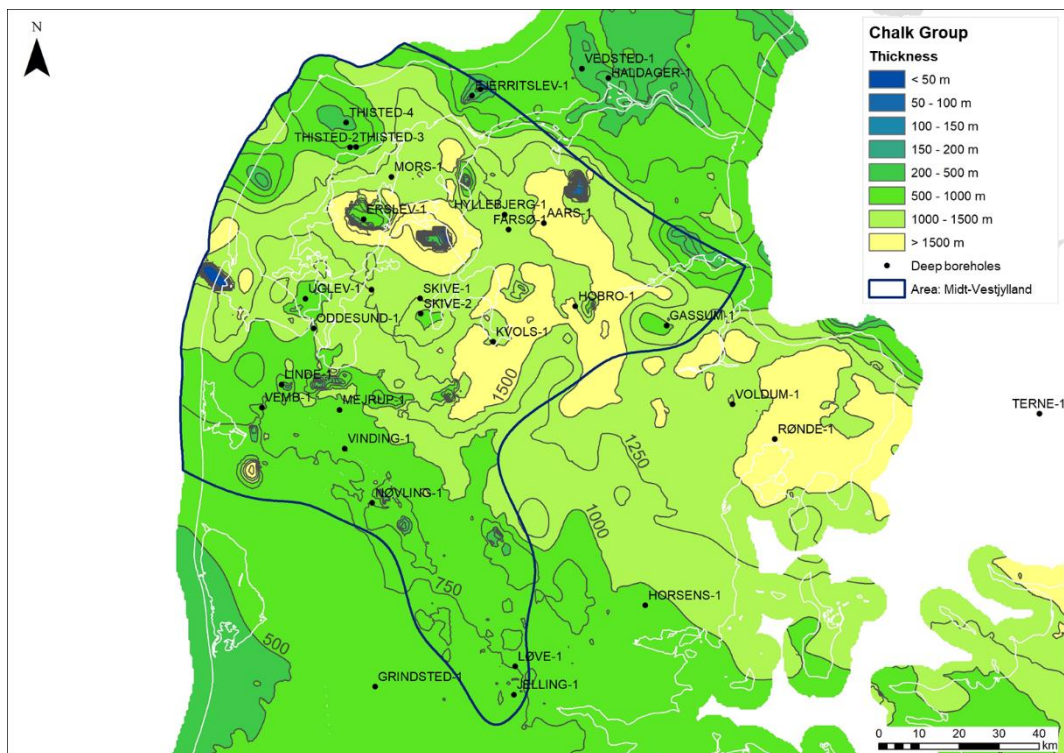 N
Chalk Group
Thickness
< 50 m
50 - 100 m
100 - 150 m
150 - 200 m
200 - 500 m
500 - 1000 m
1000 - 1500 m
> 1500 m
Deep boreholes
Area: Midt-Vestjylland
VEDSTED-1
HALDAGER-1
FJERRITSLEV-1
THISTED-4
THISTED-2 THISTED-3
MORS-1
HYLLEBJERG-1
ERSLEV-1
FARSØ-1
AARS-1
UGLEV-1
SKIVE-1
SKIVE-2
HOBRO-1
ODDESUND-1
GASSUM-1
KVOLS-1
1500
LINDE-1
VEMB-1
MEJRUP-1
VOLDUM-1
TERNE-1
RØNDE-1
VINDING-1
1250
NØVLING-1
1000
750
HORSENS-1
500
LØVE-1
GRINDSTED-1
JELLING-1
0 10 20 30 40
km